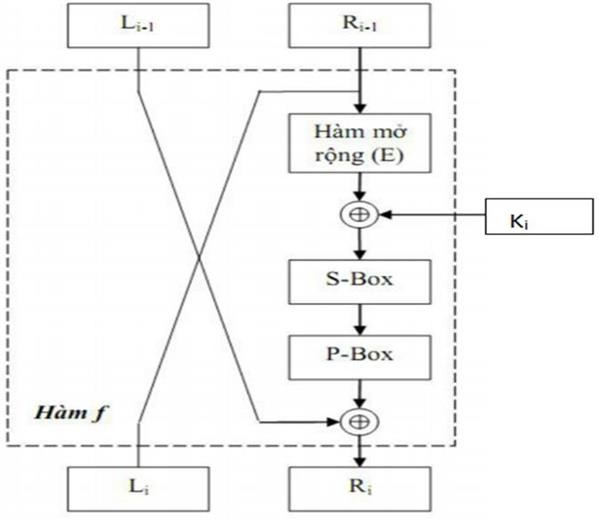 Lᵢ₋₁
Rᵢ₋₁
Hàm mở
rộng (E)
⊕
Kᵢ
S-Box
P-Box
Hàm f
⊕
Lᵢ
Rᵢ